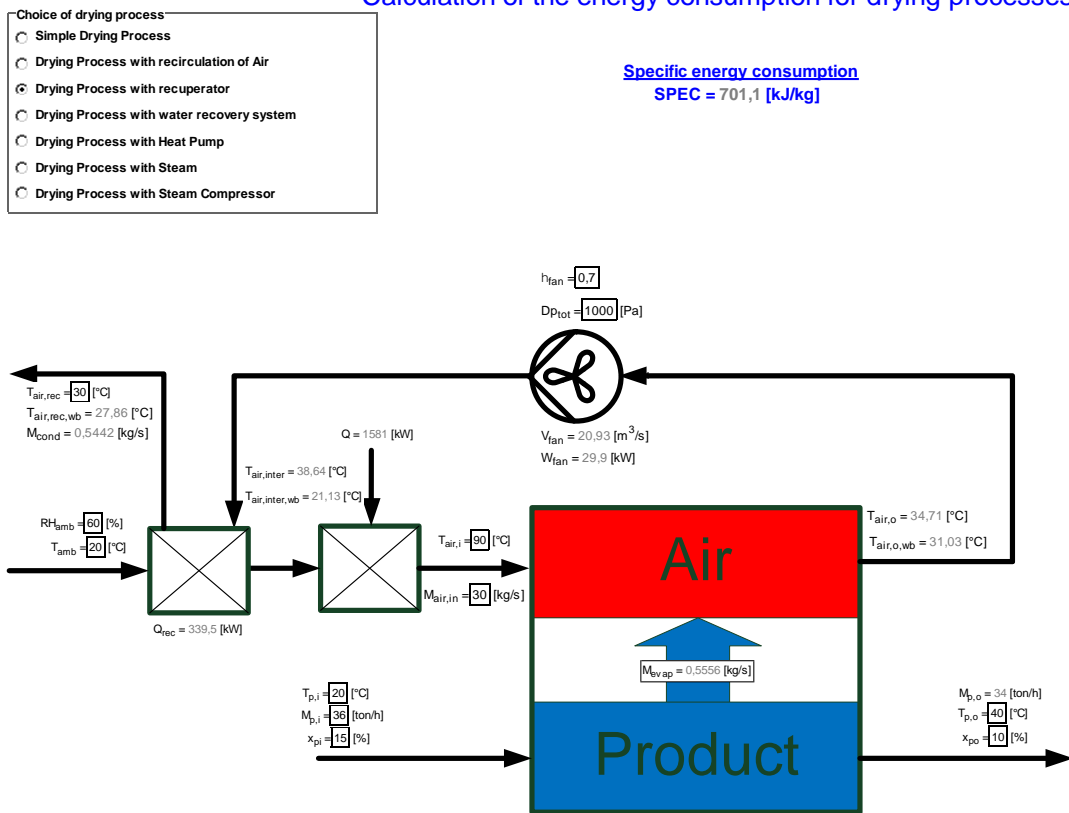 Calculation of the energy consumption for drying processes
Choice of drying process
Simple Drying Process
Drying Process with recirculation of Air
Drying Process with recuperator
Drying Process with water recovery system
Drying Process with Heat Pump
Drying Process with Steam
Drying Process with Steam Compressor
Specific energy consumption
SPEC = 701,1 [kJ/kg]
hfan = 0,7
Dptot = 1000 [Pa]
Tair,rec = 30 [°C]
Tair,rec,wb = 27,86 [°C]
Mcond = 0,5442 [kg/s]
Q = 1581 [kW]
Vfan = 20,93 [m3/s]
Wfan = 29,9 [kW]
Tair,inter = 38,64 [°C]
Tair,inter,wb = 21,13 [°C]
RHamb = 60 [%]
Tamb = 20 [°C]
Tair,i = 90 [°C]
Mair,in = 30 [kg/s]
Qrec = 339,5 [kW]
Air
Tair,o = 34,71 [°C]
Tair,o,wb = 31,03 [°C]
Mevap = 0,5556 [kg/s]
Tp,i = 20 [°C]
Mp,i = 36 [ton/h]
xpi = 15 [%]
Product
Mp,o = 34 [ton/h]
Tp,o = 40 [°C]
xpo = 10 [%]